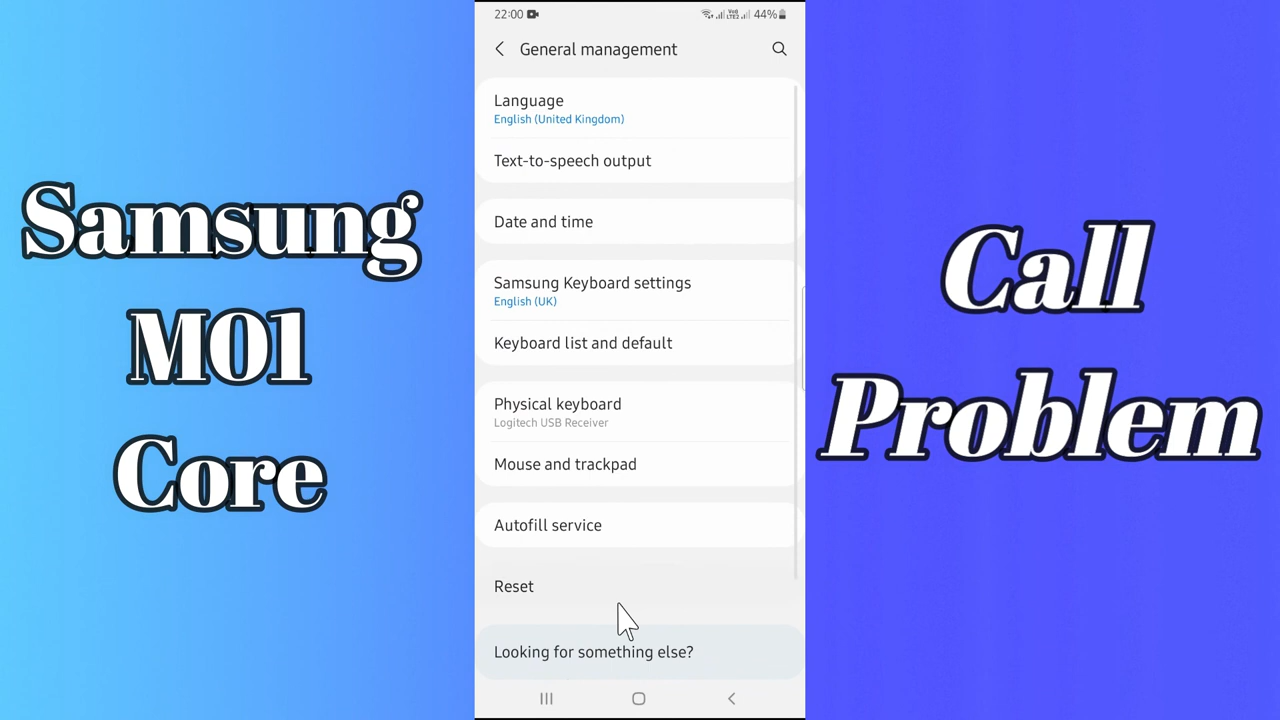 Samsung
M01
Core
22:00
44%
General management
Language
English (United Kingdom)
Text-to-speech output
Date and time
Samsung Keyboard settings
English (UK)
Keyboard list and default
Physical keyboard
Logitech USB Receiver
Mouse and trackpad
Autofill service
Reset
Looking for something else?
Call
Problem